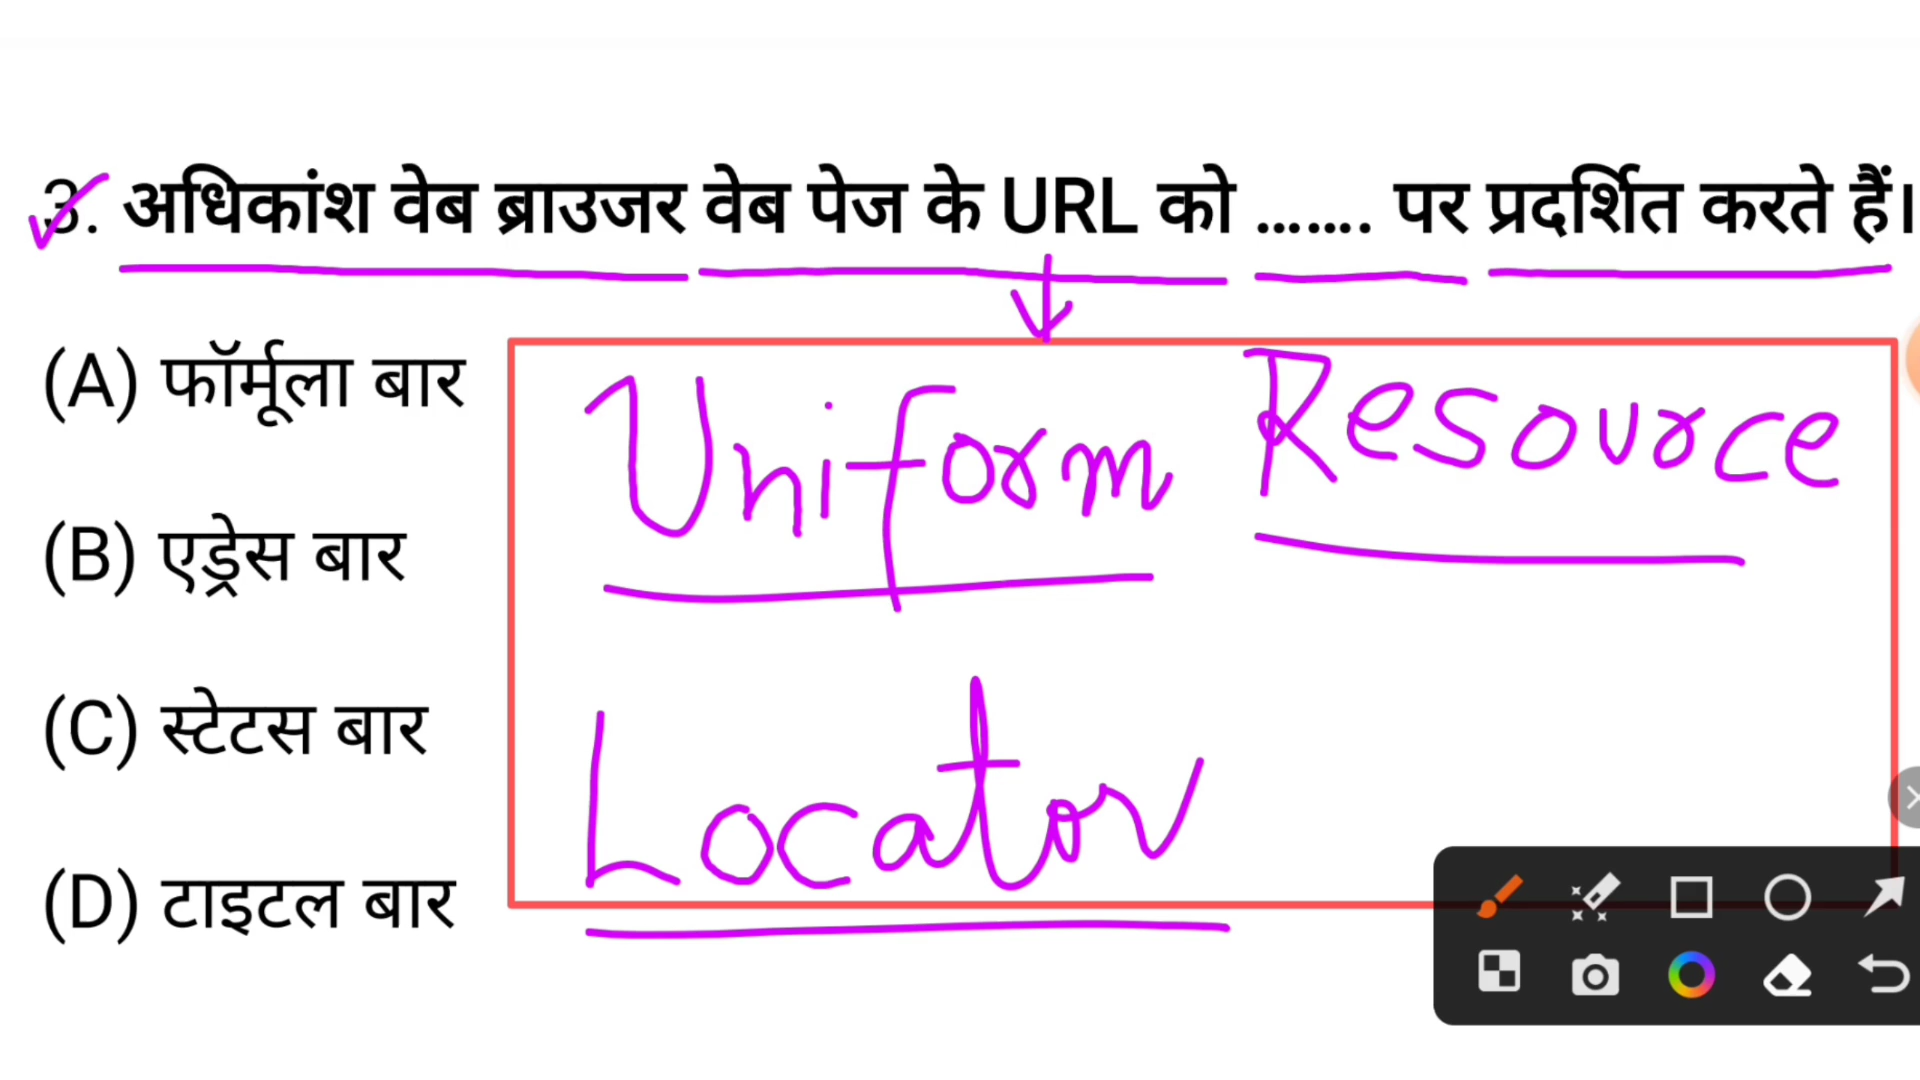 3. अधिकांश वेब ब्राउजर वेब पेज के URL को ....... पर प्रदर्शित करते हैं।
(A) फॉर्मूला बार
Uniform Resource
(B) एड्रेस बार
(C) स्टेटस बार
Locator
(D) टाइटल बार